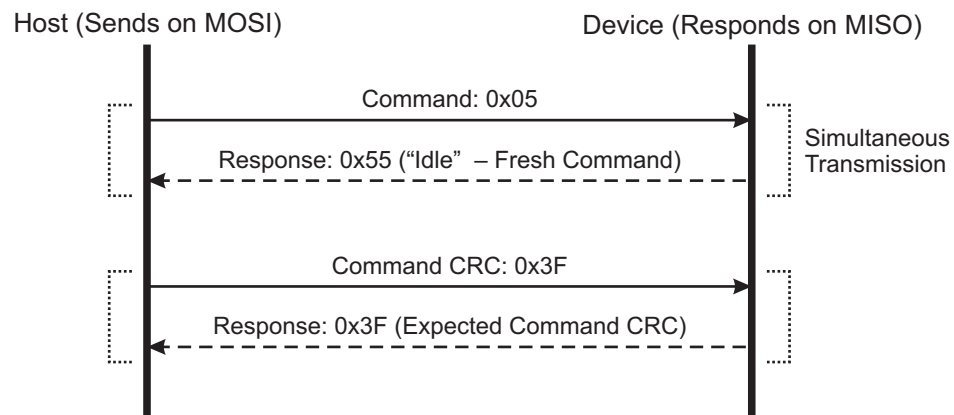 Host (Sends on MOSI)
Device (Responds on MISO)
Command: 0x05
Response: 0x55 (“Idle” – Fresh Command)
Simultaneous
Transmission
Command CRC: 0x3F
Response: 0x3F (Expected Command CRC)